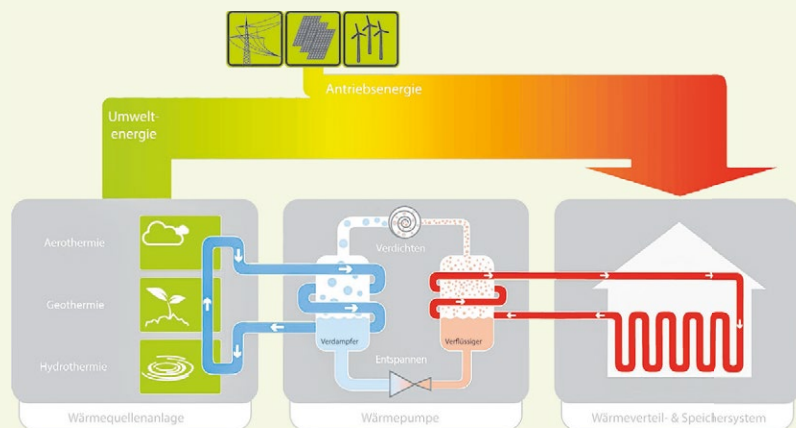 Antriebsenergie
Umwelt-
energie
Aerothermie
Geothermie
Hydrothermie
Verdichten
Verdampfer
Verflüssiger
Entspannen
Wärmequellenanlage
Wärmepumpe
Wärmeverteil- & Speichersystem